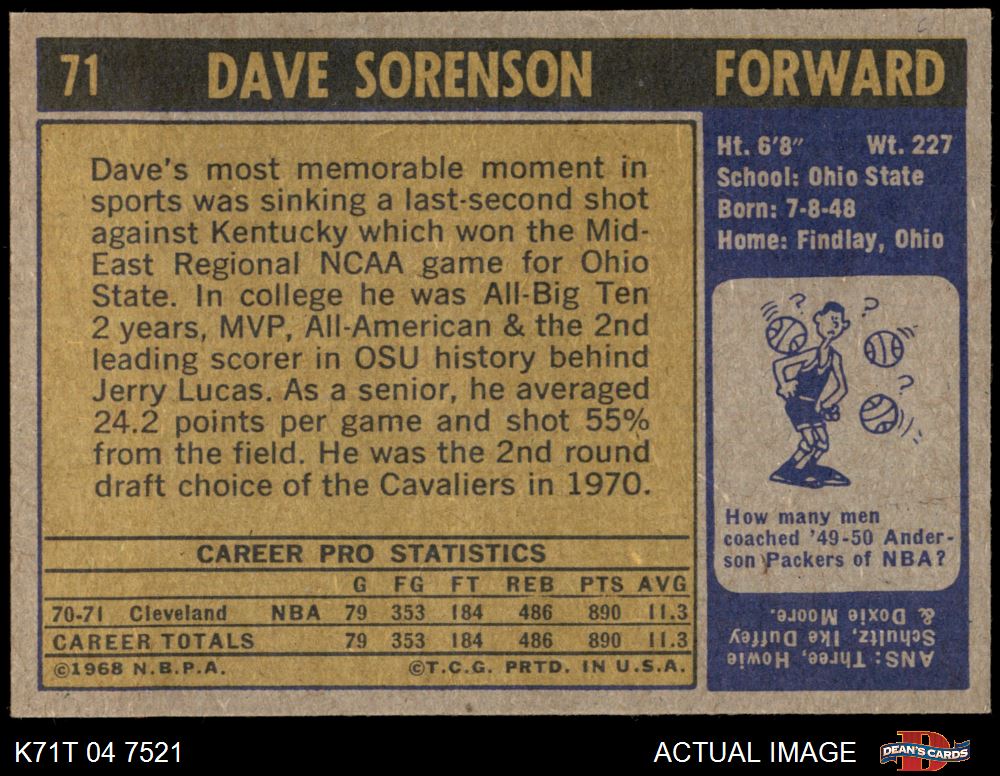 71 DAVE SORENSON FORWARD
Dave's most memorable moment in
sports was sinking a last-second shot
against Kentucky which won the Mid-
East Regional NCAA game for Ohio
State. In college he was All-Big Ten
2 years, MVP, All-American & the 2nd
leading scorer in OSU history behind
Jerry Lucas. As a senior, he averaged
24.2 points per game and shot 55%
from the field. He was the 2nd round
draft choice of the Cavaliers in 1970.
CAREER PRO STATISTICS
G FG FT REB PTS AVG
70-71 Cleveland NBA 79 353 184 486 890 11.3
CAREER TOTALS 79 353 184 486 890 11.3
©1968 N.B.P.A. ©T.C.G. PRTD. IN U.S.A.
Ht. 6'8" Wt. 227
School: Ohio State
Born: 7-8-48
Home: Findlay, Ohio
? ?
?
How many men
coached '49-50 Ander-
son Packers of NBA?
ANS: Three, Howie
Schultz, Ike Duffey
& Doxie Moore.
K71T 04 7521 ACTUAL IMAGE DEAN'S CARDS